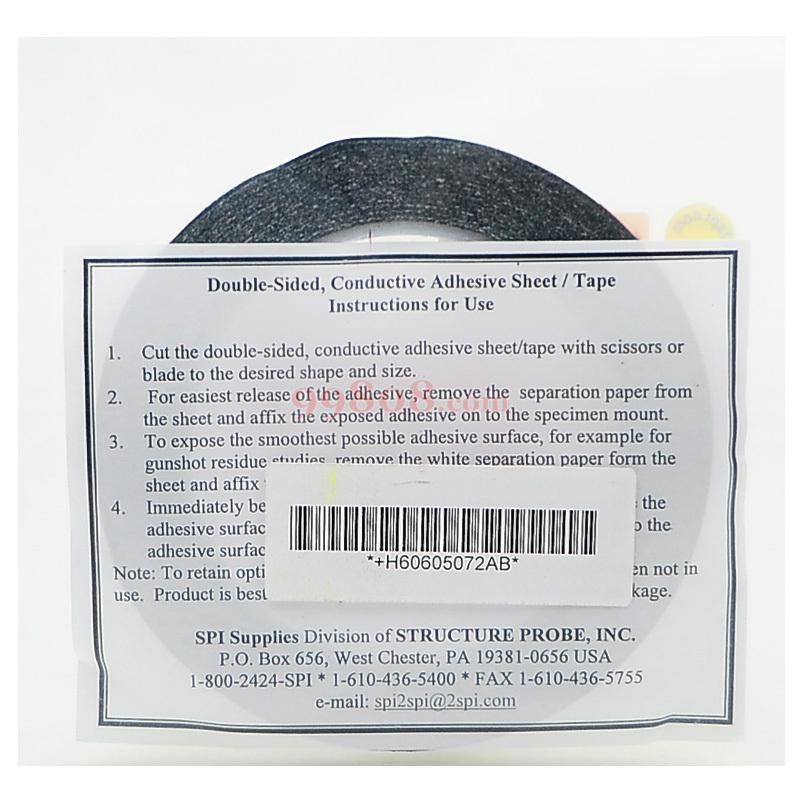 Double-Sided, Conductive Adhesive Sheet / Tape
Instructions for Use
1. Cut the double-sided, conductive adhesive sheet/tape with scissors or
blade to the desired shape and size.
2. For easiest release of the adhesive, remove the separation paper from
the sheet and affix the exposed adhesive on to the specimen mount.
99808.com
3. To expose the smoothest possible adhesive surface, for example for
gunshot residue studies, remove the white separation paper form the
sheet and affix
4. Immediately be the
adhesive surfac the
adhesive surfac
Note: To retain opti en not in
use. Product is best kage.
*+H60605072AB*
SPI Supplies Division of STRUCTURE PROBE, INC.
P.O. Box 656, West Chester, PA 19381-0656 USA
1-800-2424-SPI * 1-610-436-5400 * FAX 1-610-436-5755
e-mail: spi2spi@2spi.com